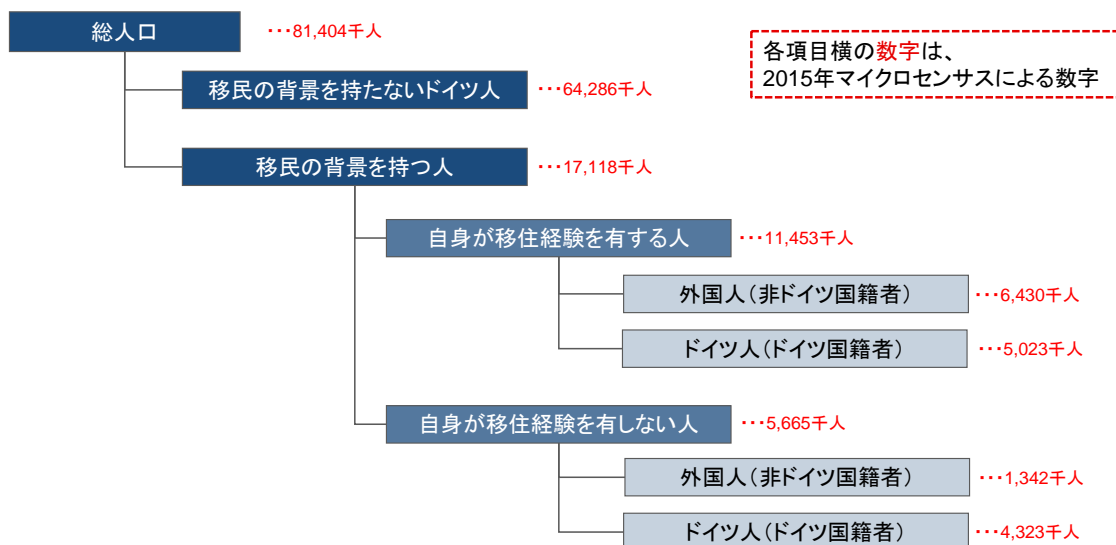 総人口 ･･･81,404千人
各項目横の数字は、
2015年マイクロセンサスによる数字
移民の背景を持たないドイツ人 ･･･64,286千人
移民の背景を持つ人 ･･･17,118千人
自身が移住経験を有する人 ･･･11,453千人
外国人(非ドイツ国籍者) ･･･6,430千人
ドイツ人(ドイツ国籍者) ･･･5,023千人
自身が移住経験を有しない人 ･･･5,665千人
外国人(非ドイツ国籍者) ･･･1,342千人
ドイツ人(ドイツ国籍者) ･･･4,323千人